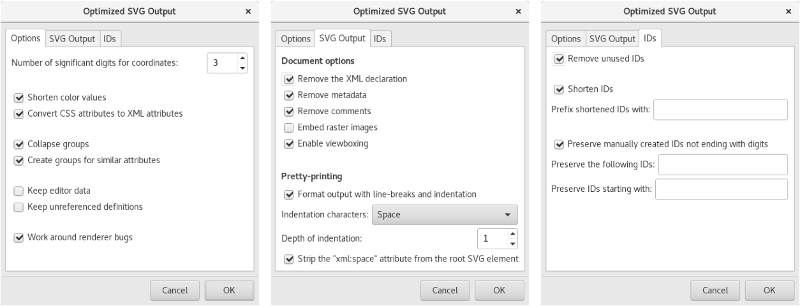 Optimized SVG Output ×
Options SVG Output IDs
Number of significant digits for coordinates: 3
Shorten color values
Convert CSS attributes to XML attributes
Collapse groups
Create groups for similar attributes
Keep editor data
Keep unreferenced definitions
Work around renderer bugs
Cancel OK
Optimized SVG Output ×
Options SVG Output IDs
Document options
Remove the XML declaration
Remove metadata
Remove comments
Embed raster images
Enable viewboxing
Pretty-printing
Format output with line-breaks and indentation
Indentation characters: Space
Depth of indentation: 1
Strip the "xml:space" attribute from the root SVG element
Cancel OK
Optimized SVG Output ×
Options SVG Output IDs
Remove unused IDs
Shorten IDs
Prefix shortened IDs with:
Preserve manually created IDs not ending with digits
Preserve the following IDs:
Preserve IDs starting with:
Cancel OK